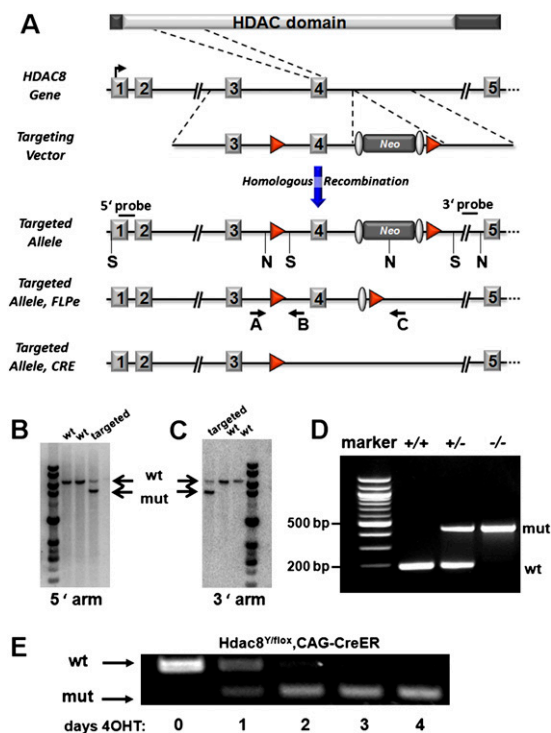 A
HDAC domain
HDAC8 Gene
1 2 3 4 5
Targeting Vector
3 4 Neo
Homologous Recombination
5' probe
3' probe
Targeted Allele
1 2 3 4 Neo 5
S N S N S N
Targeted Allele, FLPe
1 2 3 4 5
A B C
Targeted Allele, CRE
1 2 3 5
B
wt wt targeted
C
targeted wt wt
wt
mut
5 ' arm
3 ' arm
D
marker +/+ +/- -/-
500 bp
mut
200 bp
wt
E
Hdac8Y/flox,CAG-CreER
wt
mut
days 4OHT: 0 1 2 3 4